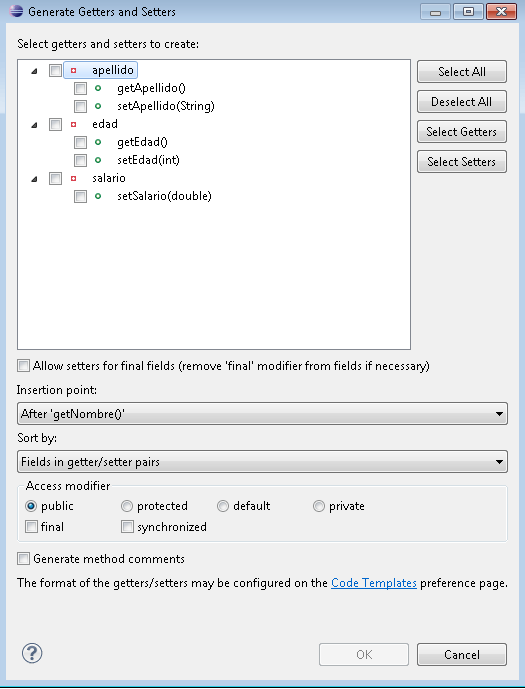 Generate Getters and Setters
Select getters and setters to create:
apellido
getApellido()
setApellido(String)
edad
getEdad()
setEdad(int)
salario
setSalario(double)
Select All
Deselect All
Select Getters
Select Setters
Allow setters for final fields (remove 'final' modifier from fields if necessary)
Insertion point:
After 'getNombre()'
Sort by:
Fields in getter/setter pairs
Access modifier
public protected default private
final synchronized
Generate method comments
The format of the getters/setters may be configured on the Code Templates preference page.
? OK Cancel